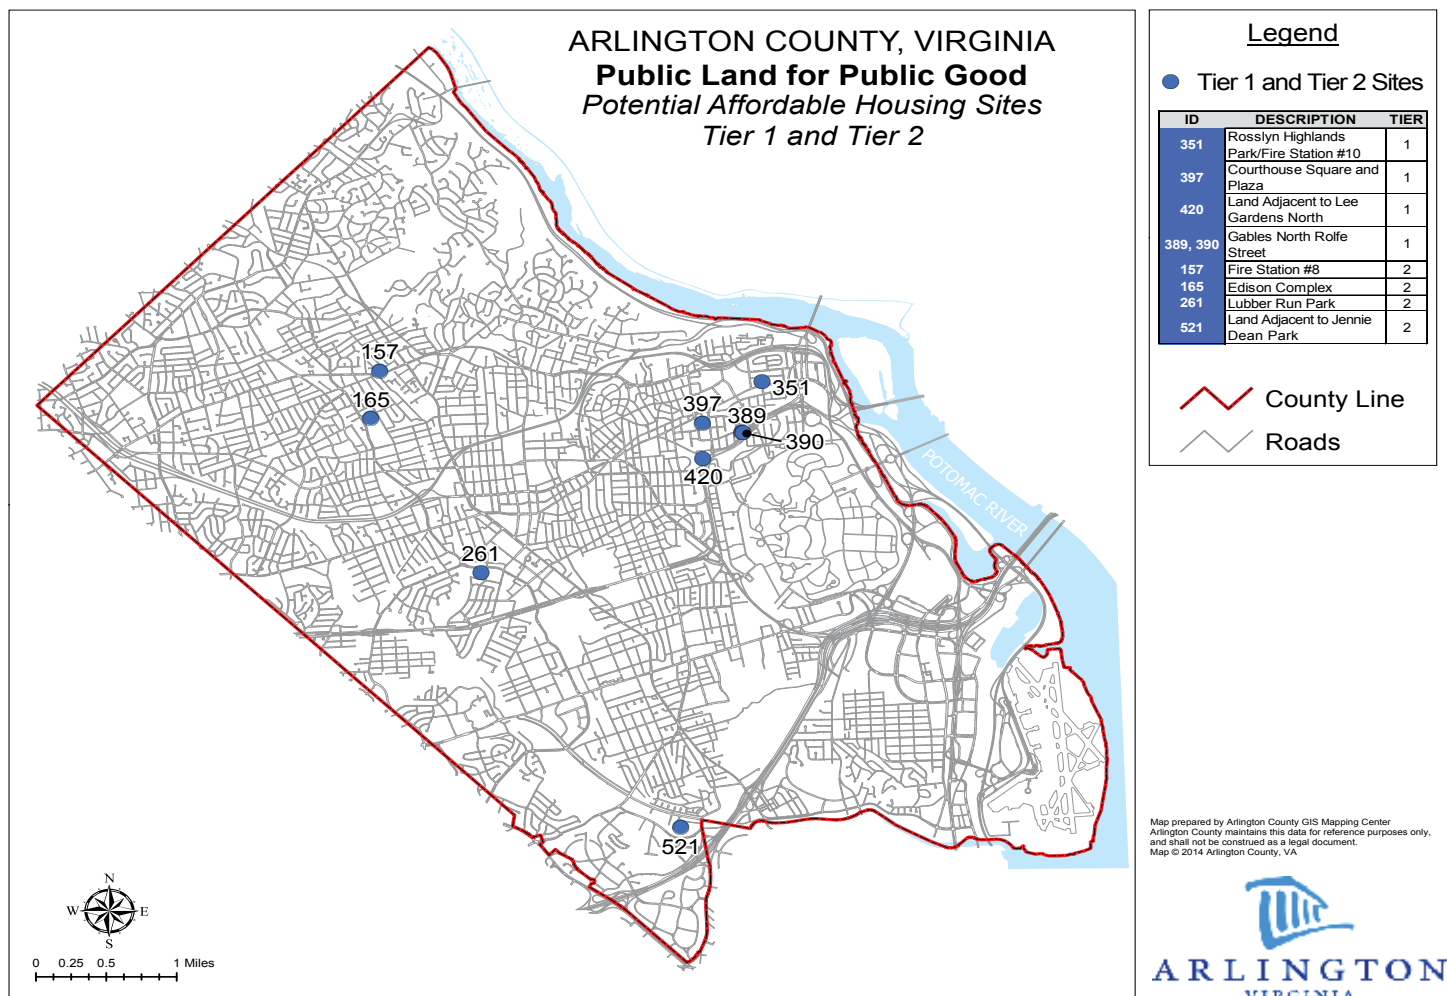 ARLINGTON COUNTY, VIRGINIA
Public Land for Public Good
Potential Affordable Housing Sites
Tier 1 and Tier 2
157
165
351
397
389
390
420
261
521
POTOMAC RIVER
N
W E
S
0 0.25 0.5 1 Miles
Legend
Tier 1 and Tier 2 Sites
ID DESCRIPTION TIER
351 Rosslyn Highlands Park/Fire Station #10 1
397 Courthouse Square and Plaza 1
420 Land Adjacent to Lee Gardens North 1
389, 390 Gables North Rolfe Street 1
157 Fire Station #8 2
165 Edison Complex 2
261 Lubber Run Park 2
521 Land Adjacent to Jennie Dean Park 2
County Line
Roads
Map prepared by Arlington County GIS Mapping Center
Arlington County maintains this data for reference purposes only,
and shall not be construed as a legal document.
Map © 2014 Arlington County, VA
ARLINGTON
VIRGINIA